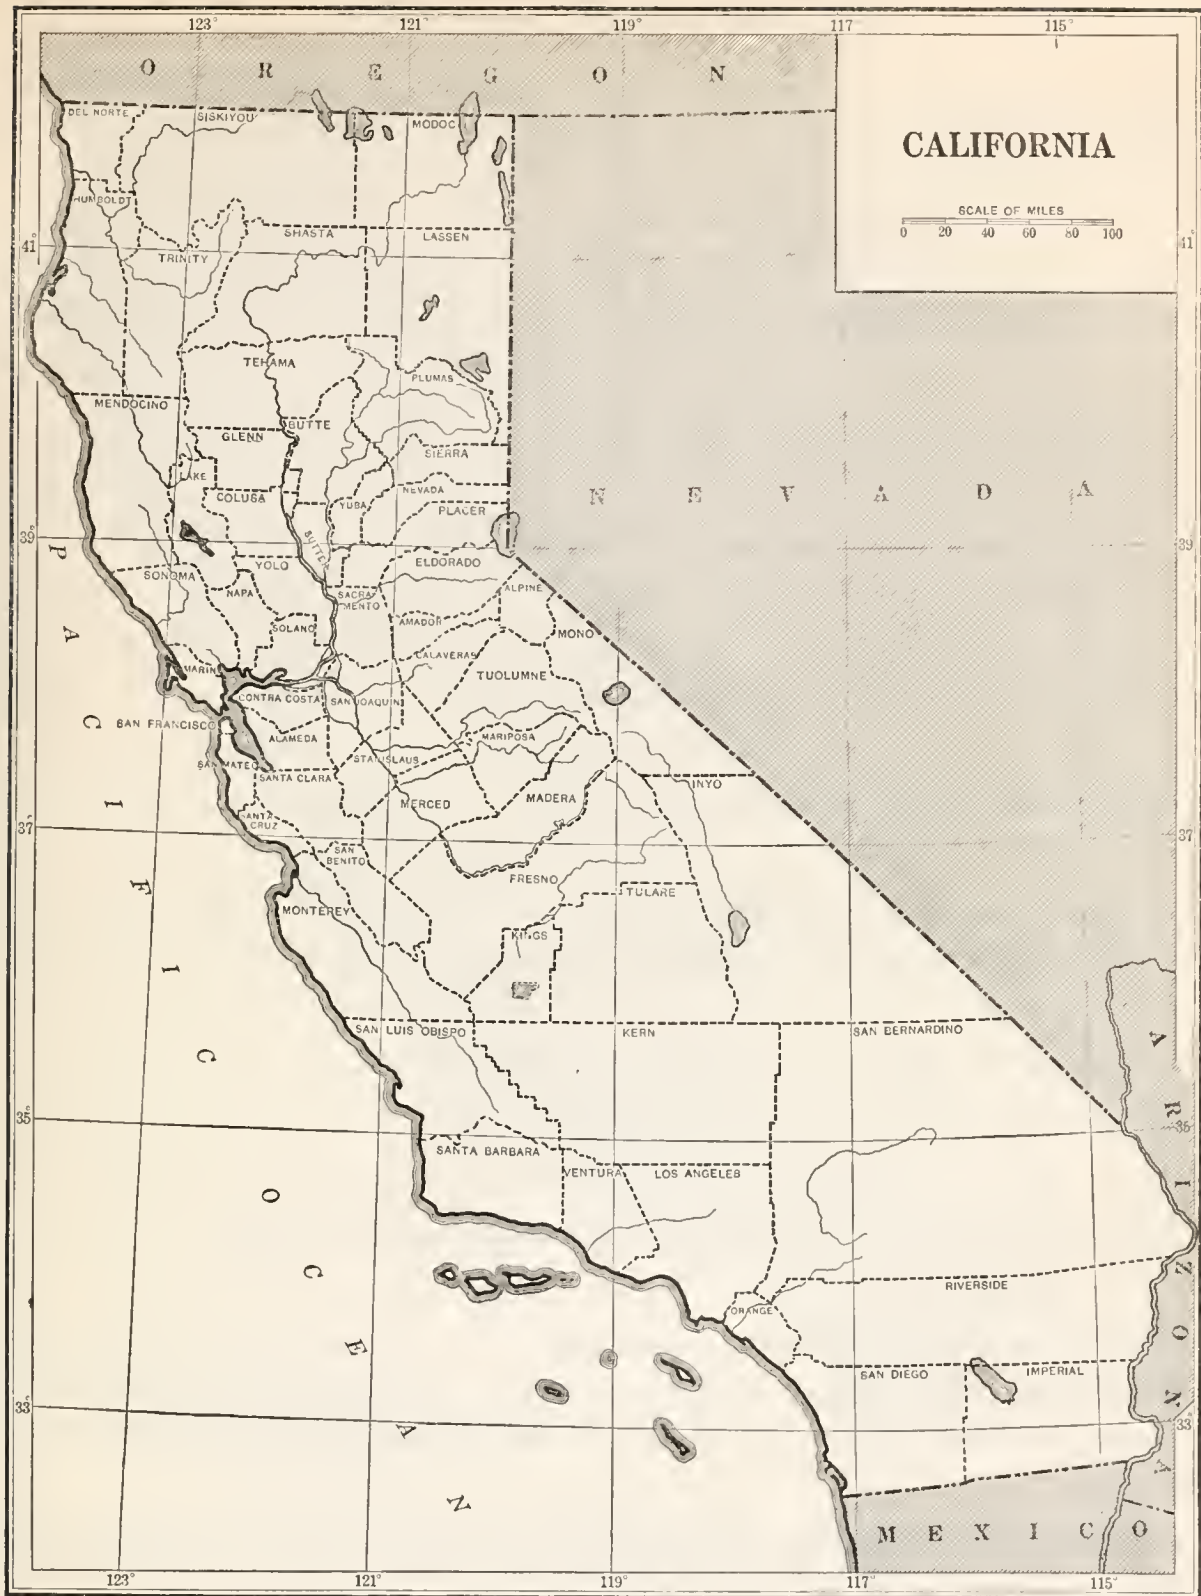 123°
121°
119°
117°
115°
O R E G O N
CALIFORNIA
SCALE OF MILES
0 20 40 60 80 100
DEL NORTE
SISKIYOU
MODOC
HUMBOLDT
41°
TRINITY
SHASTA
LASSEN
41°
TEHAMA
PLUMAS
MENDOCINO
GLENN
BUTTE
SIERRA
LAKE
COLUSA
YUBA
NEVADA
PLACER
N E V A D A
39°
SUTTER
39°
SONOMA
YOLO
ELDORADO
NAPA
SACRA-
MENTO
ALPINE
SOLANO
AMADOR
MONO
MARIN
CALAVERAS
TUOLUMNE
CONTRA COSTA
SAN JOAQUIN
SAN FRANCISCO
ALAMEDA
MARIPOSA
SAN MATEO
SANTA CLARA
STANISLAUS
MERCED
MADERA
INYO
37°
SANTA
CRUZ
37°
SAN
BENITO
FRESNO
TULARE
MONTEREY
KINGS
SAN LUIS OBISPO
KERN
SAN BERNARDINO
35°
35°
SANTA BARBARA
VENTURA
LOS ANGELES
RIVERSIDE
ORANGE
SAN DIEGO
IMPERIAL
33°
33°
P A C I F I C O C E A N
A R I Z O N A
M E X I C O
123°
121°
119°
117°
115°